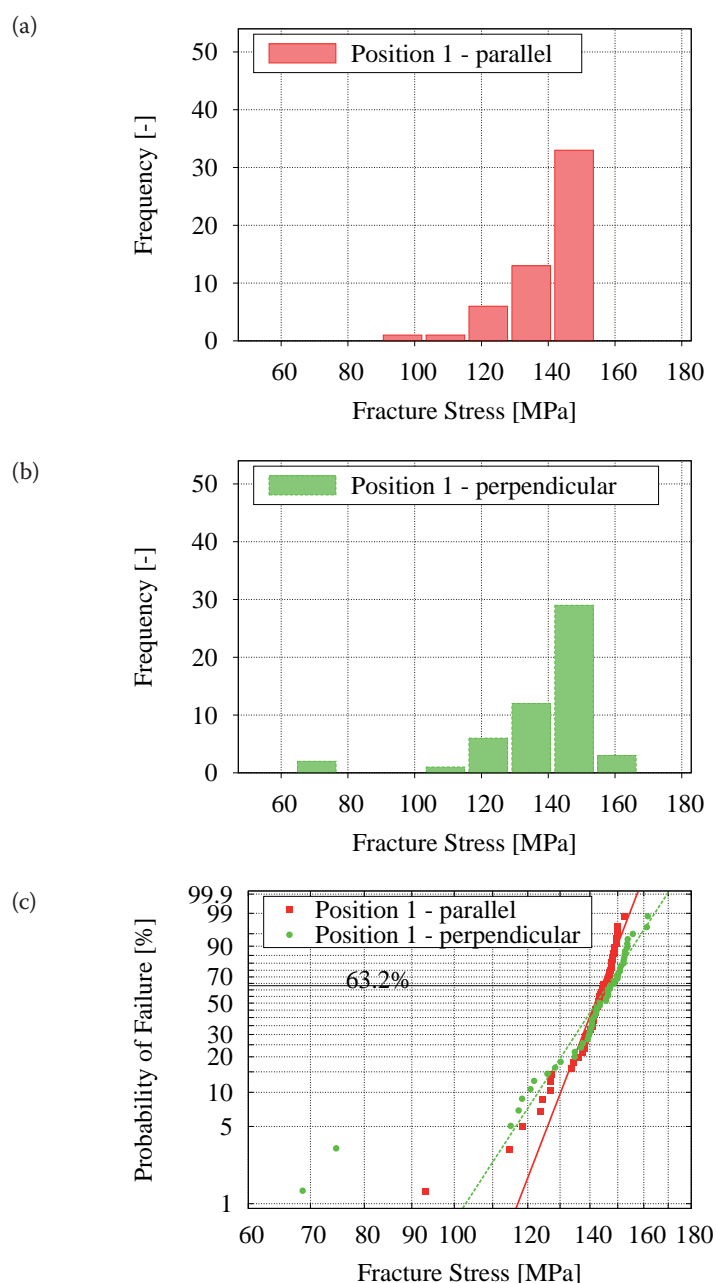 (a)
Position 1 - parallel
Frequency [-]
50
40
30
20
10
0
60 80 100 120 140 160 180
Fracture Stress [MPa]
(b)
Position 1 - perpendicular
Frequency [-]
50
40
30
20
10
0
60 80 100 120 140 160 180
Fracture Stress [MPa]
(c)
Position 1 - parallel
Position 1 - perpendicular
63.2%
Probability of Failure [%]
99.9
99
90
70
50
30
20
10
5
1
60 70 80 90 100 120 140 160 180
Fracture Stress [MPa]